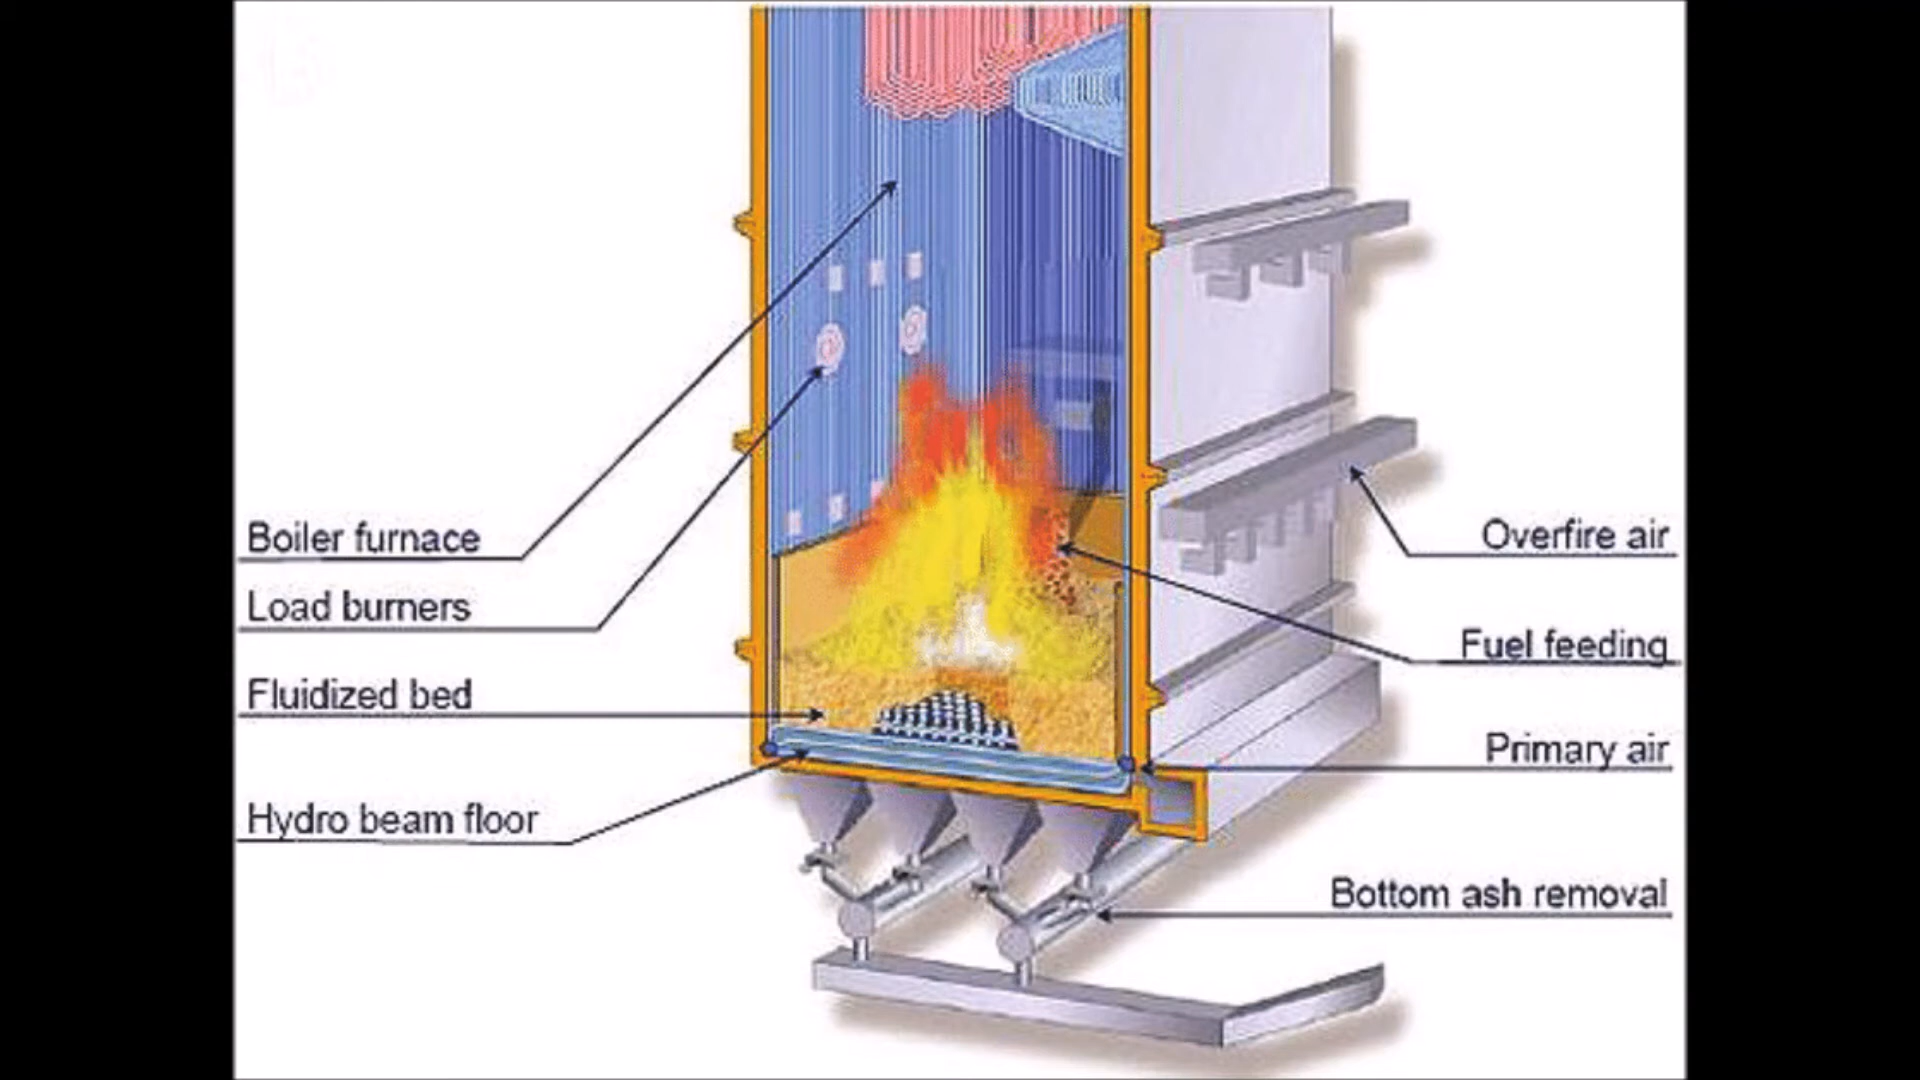 Boiler furnace
Load burners
Fluidized bed
Hydro beam floor
Overfire air
Fuel feeding
Primary air
Bottom ash removal